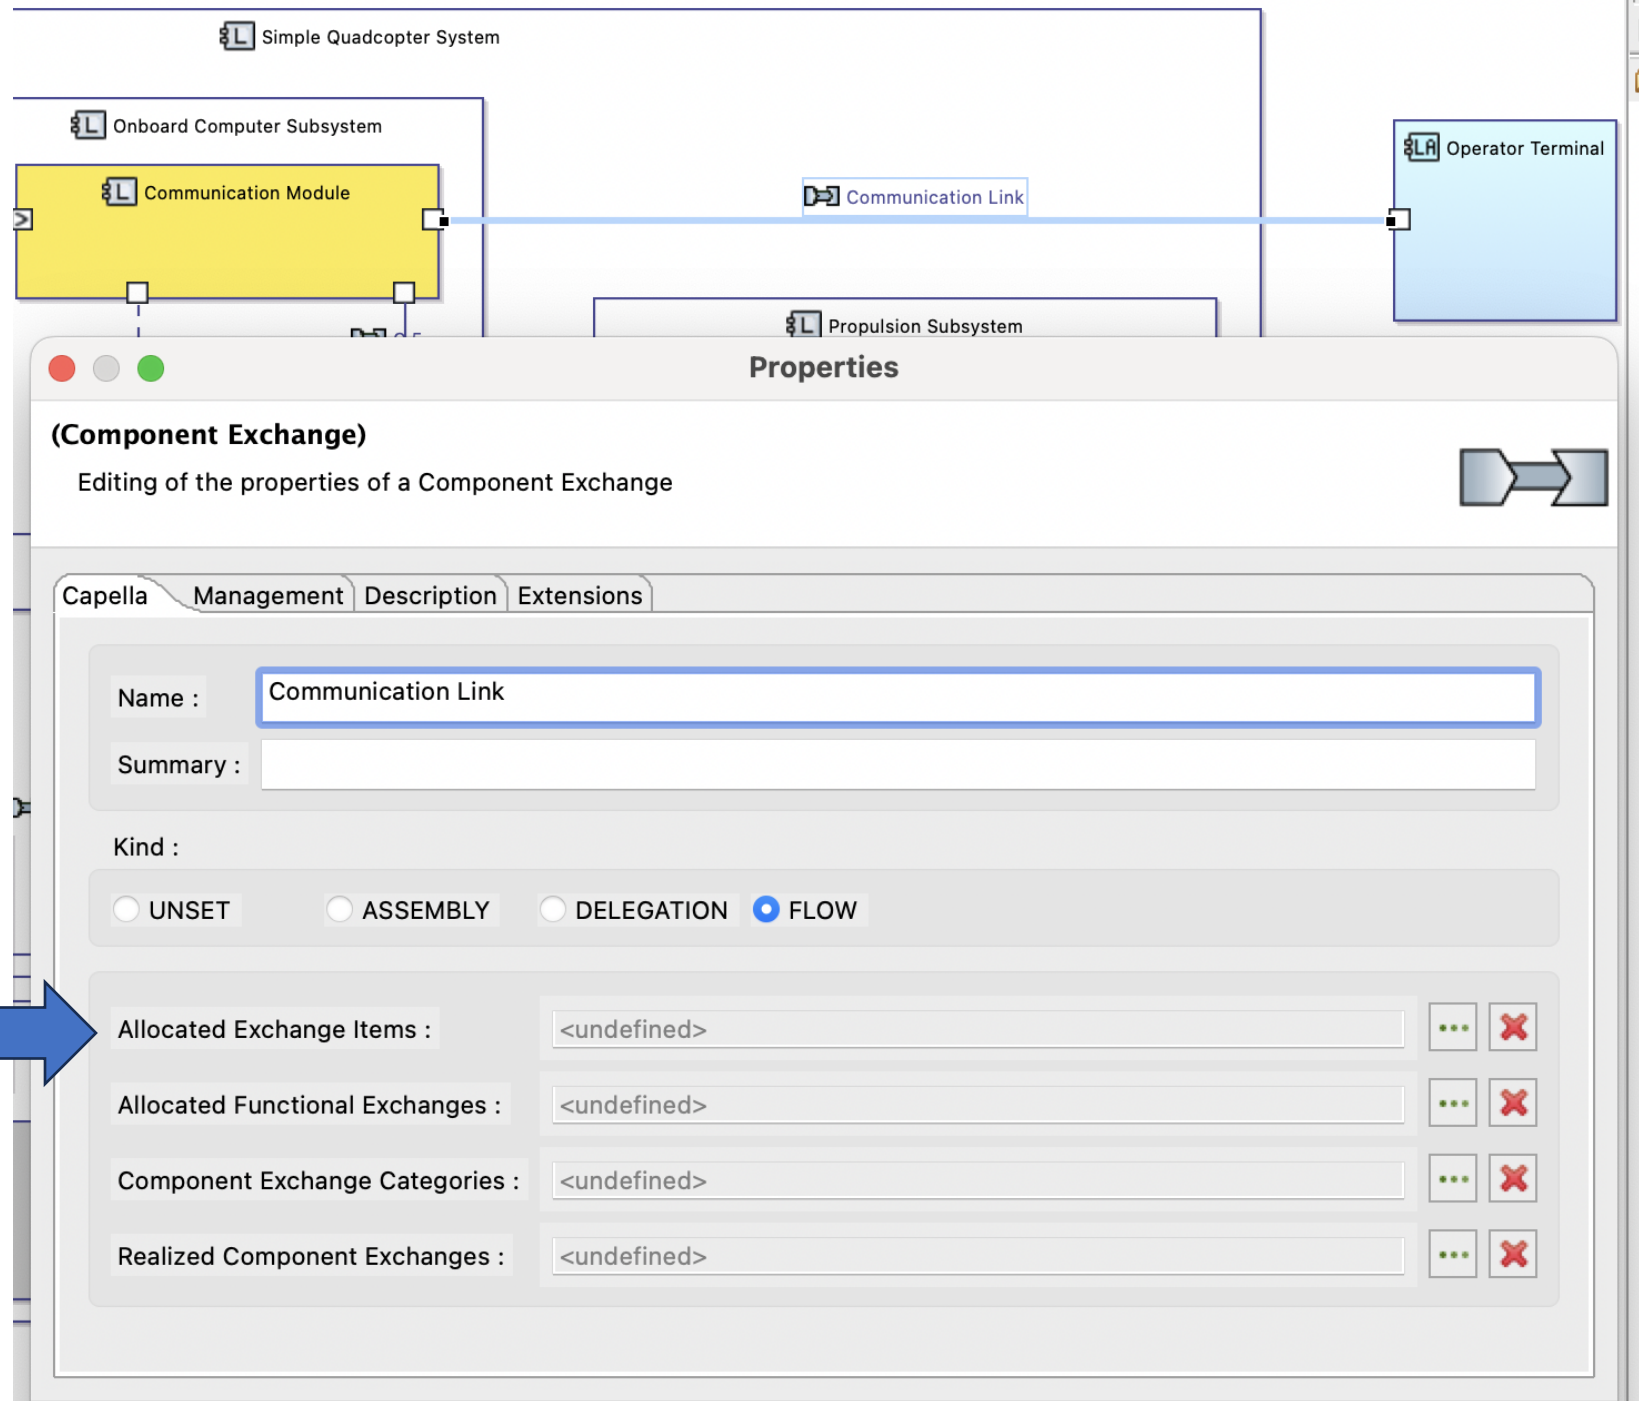 Simple Quadcopter System
Onboard Computer Subsystem
Communication Module
Communication Link
Operator Terminal
Propulsion Subsystem
Properties
(Component Exchange)
Editing of the properties of a Component Exchange
Capella Management Description Extensions
Name : Communication Link
Summary :
Kind :
UNSET ASSEMBLY DELEGATION FLOW
Allocated Exchange Items : <undefined>
Allocated Functional Exchanges : <undefined>
Component Exchange Categories : <undefined>
Realized Component Exchanges : <undefined>